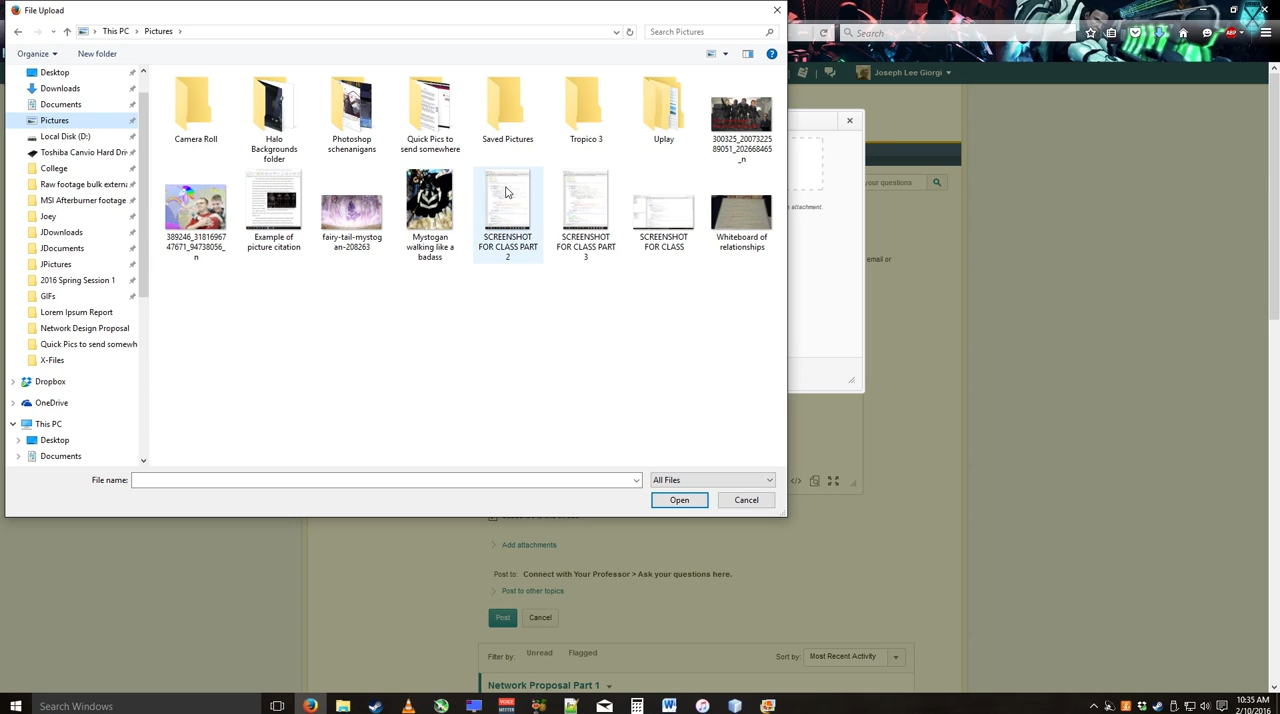 File Upload
This PC > Pictures >
Search Pictures
Search
Organize
New folder
Joseph Lee Giorgi
Desktop
Downloads
Documents
Pictures
Local Disk (D:)
Toshiba Canvio Hard Dri
College
Raw footage bulk externa
MSI Afterburner footage
Joey
JDownloads
JDocuments
JPictures
2016 Spring Session 1
GIFs
Lorem Ipsum Report
Network Design Proposal
Quick Pics to send somewh
X-Files
Dropbox
OneDrive
This PC
Desktop
Documents
Camera Roll
Halo
Backgrounds
folder
Photoshop
schenanigans
Quick Pics to
send somewhere
Saved Pictures
Tropico 3
Uplay
300325_20073225
89051_202668465
_n
389246_31816967
47671_94738056_
n
Example of
picture citation
fairy-tail-mystog
an-208263
Mystogan
walking like a
badass
SCREENSHOT
FOR CLASS PART
2
SCREENSHOT
FOR CLASS PART
3
SCREENSHOT
FOR CLASS
Whiteboard of
relationships
your questions
attachment.
email or
File name:
All Files
Open
Cancel
Add attachments
Post to: Connect with Your Professor > Ask your questions here.
Post to other topics
Post
Cancel
Filter by: Unread Flagged
Sort by: Most Recent Activity
Network Proposal Part 1
Search Windows
10:35 AM
2/10/2016